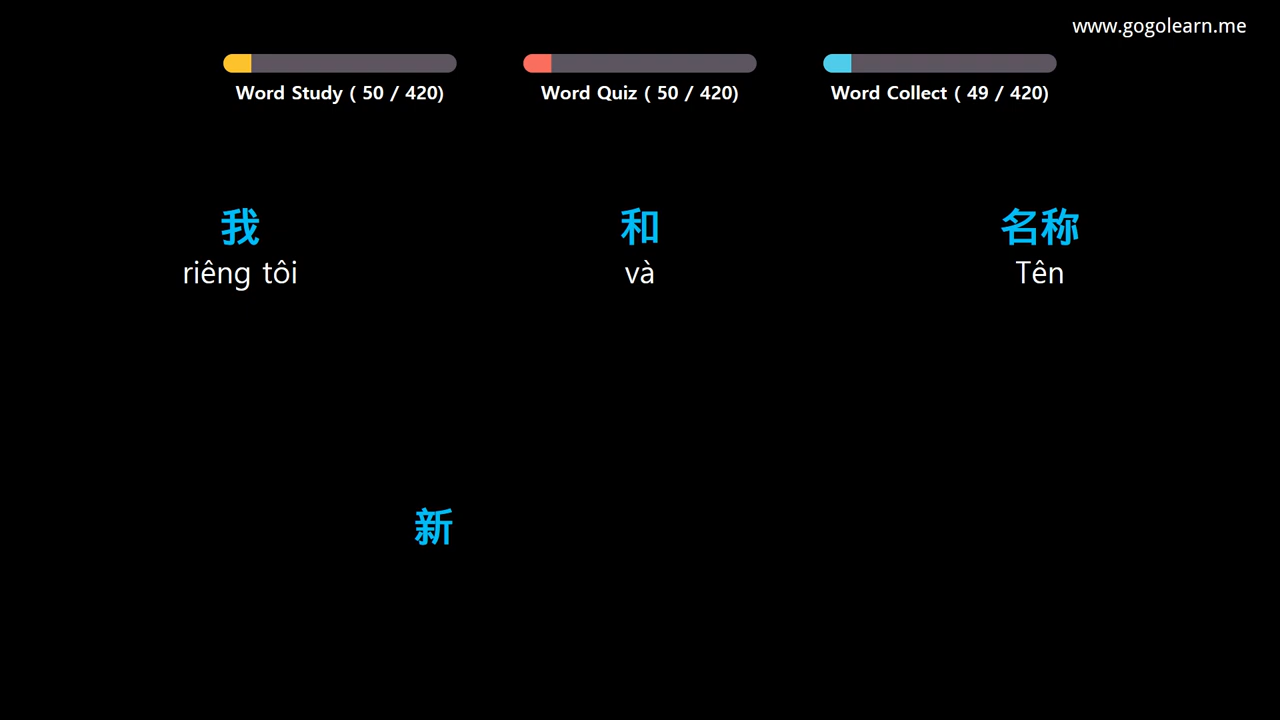 www.gogolearn.me
Word Study ( 50 / 420)
Word Quiz ( 50 / 420)
Word Collect ( 49 / 420)
我
riêng tôi
和
và
名称
Tên
新